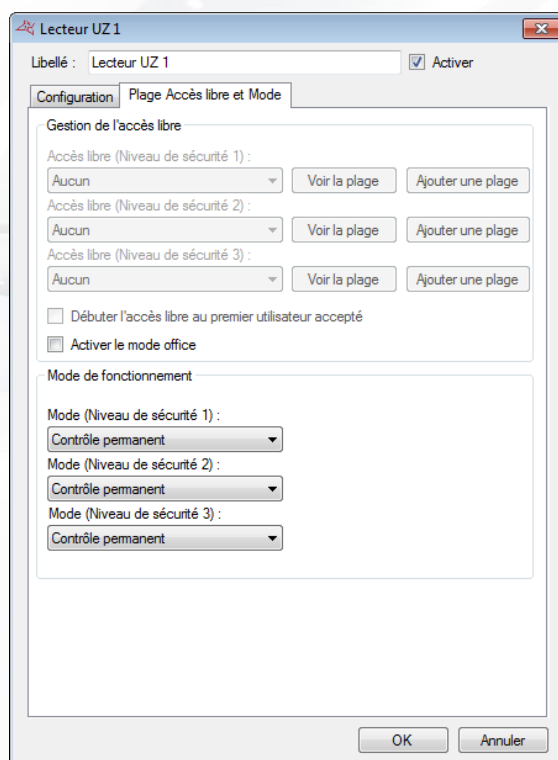 Lecteur UZ 1
Libellé : Lecteur UZ 1 Activer
Configuration Plage Accès libre et Mode
Gestion de l'accès libre
Accès libre (Niveau de sécurité 1) :
Aucun Voir la plage Ajouter une plage
Accès libre (Niveau de sécurité 2) :
Aucun Voir la plage Ajouter une plage
Accès libre (Niveau de sécurité 3) :
Aucun Voir la plage Ajouter une plage
Débuter l'accès libre au premier utilisateur accepté
Activer le mode office
Mode de fonctionnement
Mode (Niveau de sécurité 1) :
Contrôle permanent
Mode (Niveau de sécurité 2) :
Contrôle permanent
Mode (Niveau de sécurité 3) :
Contrôle permanent
OK Annuler